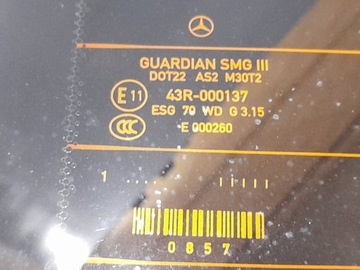 GUARDIAN SMG III
DOT22 AS2 M30T2
E 11 43R-000137
ESG 70 WD G 3.15
CCC E 000260
1
0857